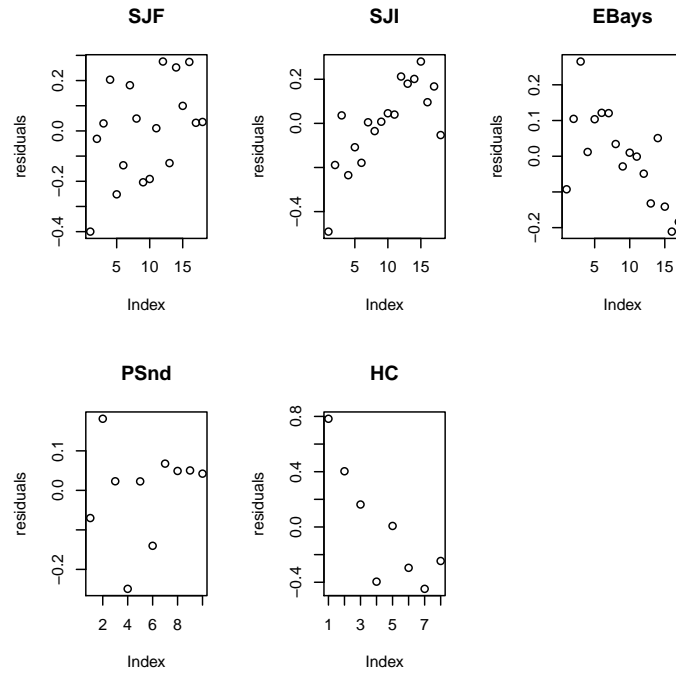 SJF
SJI
EBays
residuals
−0.4 −0.2 0.0 0.2
5 10 15
Index
residuals
−0.4 0.0 0.2
5 10 15
Index
residuals
−0.2 0.0 0.2
5 10 15
Index
PSnd
HC
residuals
−0.2 0.0 0.1
2 4 6 8
Index
residuals
−0.4 0.0 0.4 0.8
1 3 5 7
Index